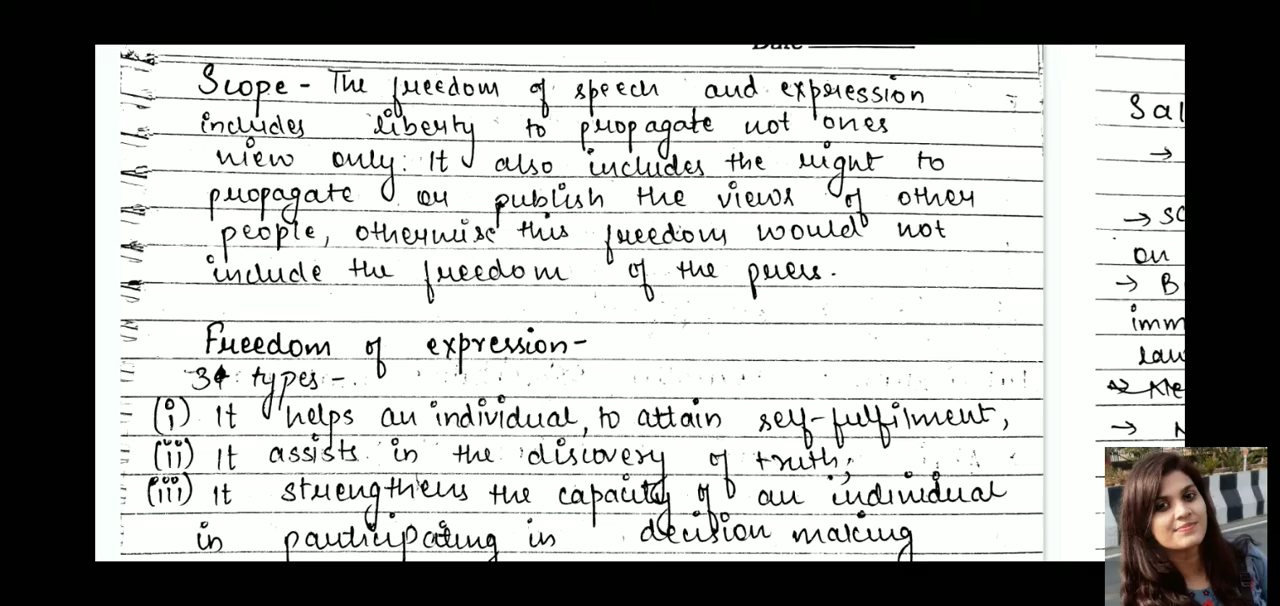 Date
Scope - The freedom of speech and expression
includes liberty to propagate not ones
view only. It also includes the right to
propagate or publish the views of other
people, otherwise this freedom would not
include the freedom of the press.
Freedom of expression-
3 types -
(i) It helps an individual, to attain self-fulfilment,
(ii) It assists in the discovery of truth,
(iii) It strengthens the capacity of an individual
in participating in decision making
Sal
→
→ SC
on
→ B
imm
law
→ N